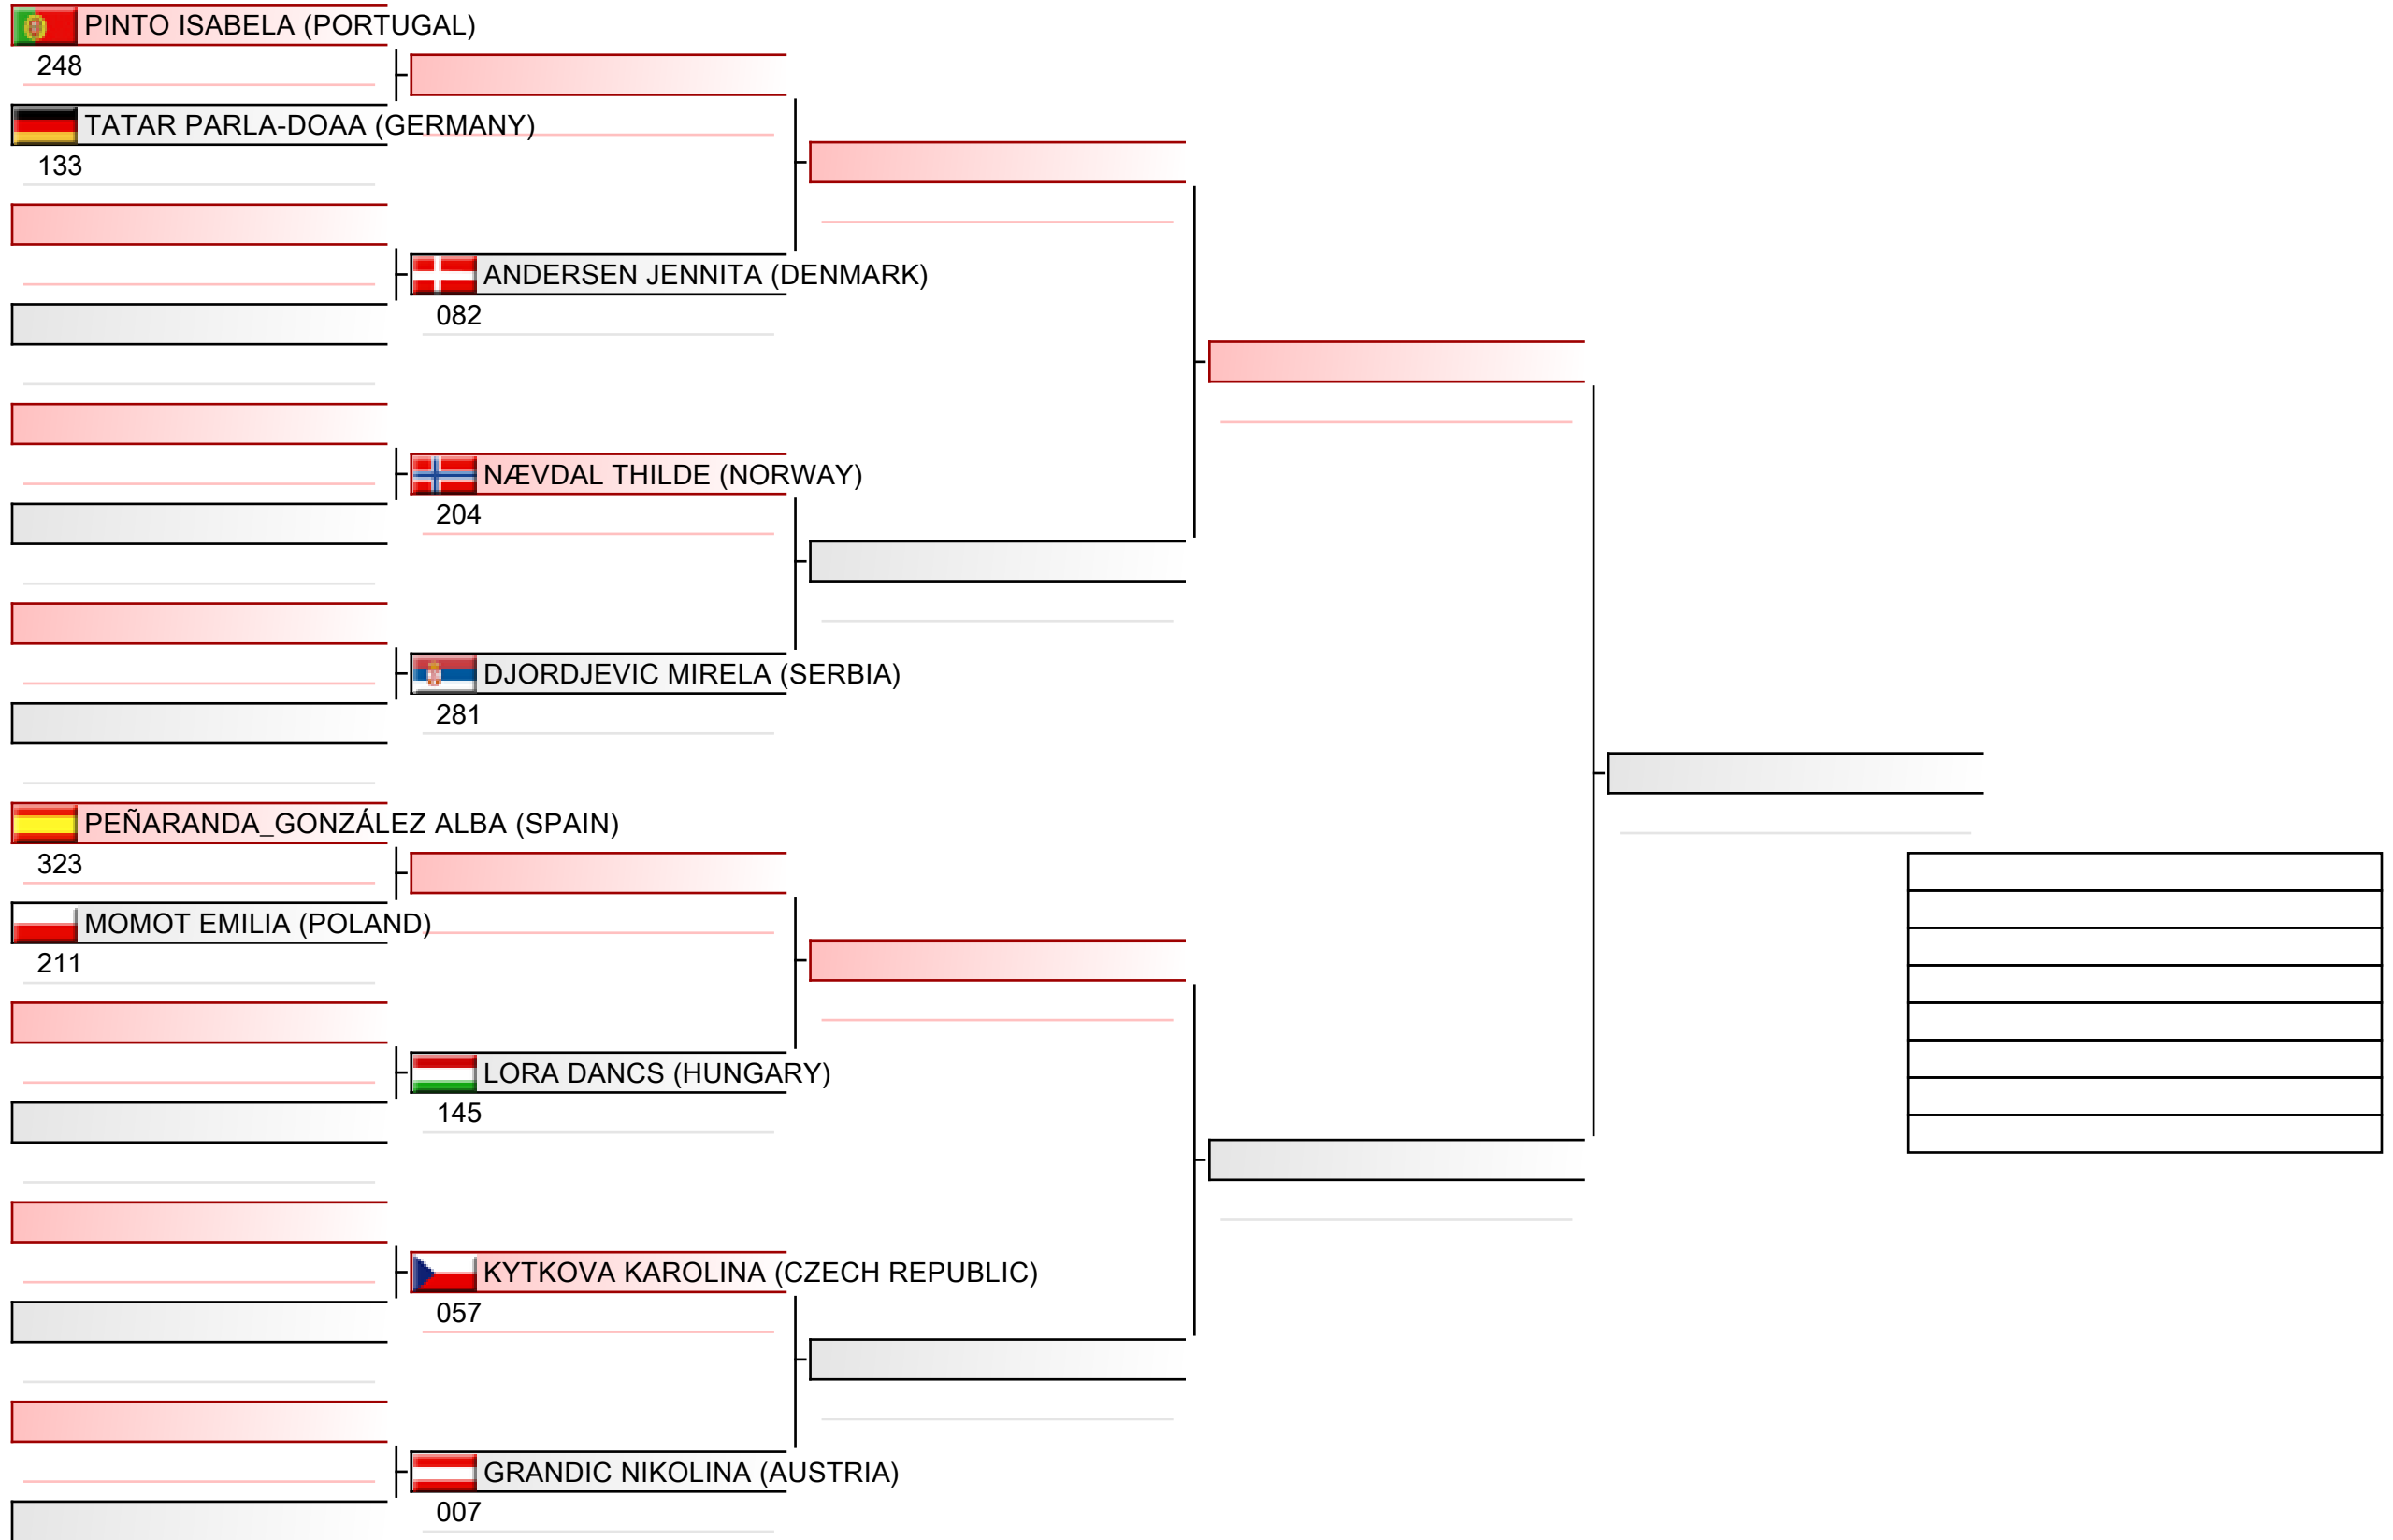 PINTO ISABELA (PORTUGAL)
248
TATAR PARLA-DOAA (GERMANY)
133
ANDERSEN JENNITA (DENMARK)
082
NÆVDAL THILDE (NORWAY)
204
DJORDJEVIC MIRELA (SERBIA)
281
PEÑARANDA_GONZÁLEZ ALBA (SPAIN)
323
MOMOT EMILIA (POLAND)
211
LORA DANCS (HUNGARY)
145
KYTKOVA KAROLINA (CZECH REPUBLIC)
057
GRANDIC NIKOLINA (AUSTRIA)
007